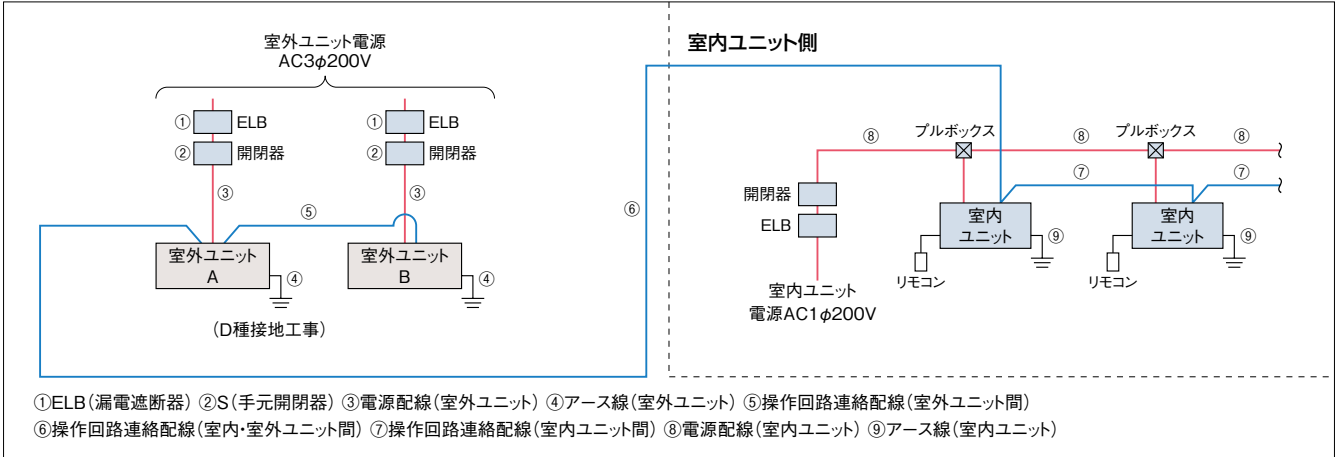 室外ユニット電源
AC3φ200V
① ELB
① ELB
② 開閉器
② 開閉器
③
③
⑤
室外ユニット
A
④
室外ユニット
B
④
(D種接地工事)
⑥
室内ユニット側
⑧
プルボックス
⑧
プルボックス
⑧
⑦
⑦
開閉器
ELB
室内ユニット
電源AC1φ200V
室内
ユニット
⑨
リモコン
室内
ユニット
⑨
リモコン
①ELB(漏電遮断器) ②S(手元開閉器) ③電源配線(室外ユニット) ④アース線(室外ユニット) ⑤操作回路連絡配線(室外ユニット間)
⑥操作回路連絡配線(室内・室外ユニット間) ⑦操作回路連絡配線(室内ユニット間) ⑧電源配線(室内ユニット) ⑨アース線(室内ユニット)